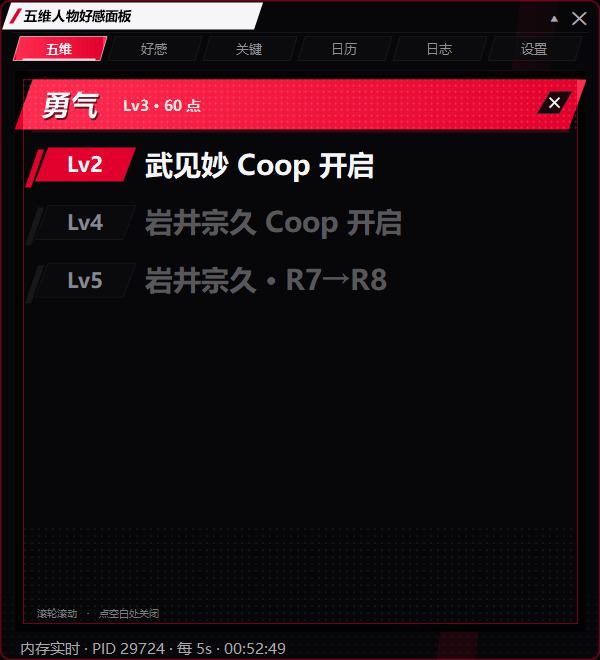 五维人物好感面板
五维 好感 关键 日历 日志 设置
勇气 Lv3·60 点
Lv2 武见妙 Coop 开启
Lv4 岩井宗久 Coop 开启
Lv5 岩井宗久·R7→R8
滚轮滚动 · 点空白处关闭
内存实时 · PID 29724 · 每 5s · 00:52:49